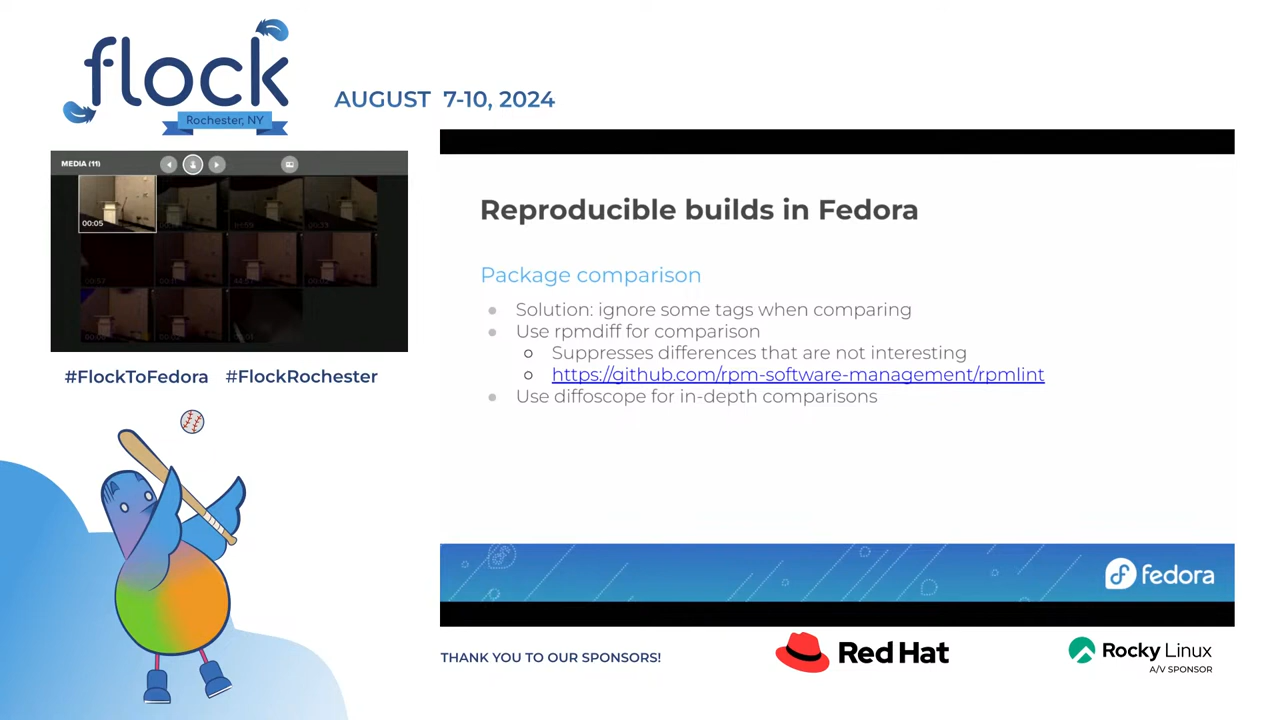 flock
Rochester, NY
AUGUST 7-10, 2024
MEDIA (11)
00:05
#FlockToFedora #FlockRochester
Reproducible builds in Fedora
Package comparison
Solution: ignore some tags when comparing
Use rpmdiff for comparison
Suppresses differences that are not interesting
https://github.com/rpm-software-management/rpmlint
Use diffoscope for in-depth comparisons
fedora
THANK YOU TO OUR SPONSORS!
Red Hat
Rocky Linux
A/V SPONSOR